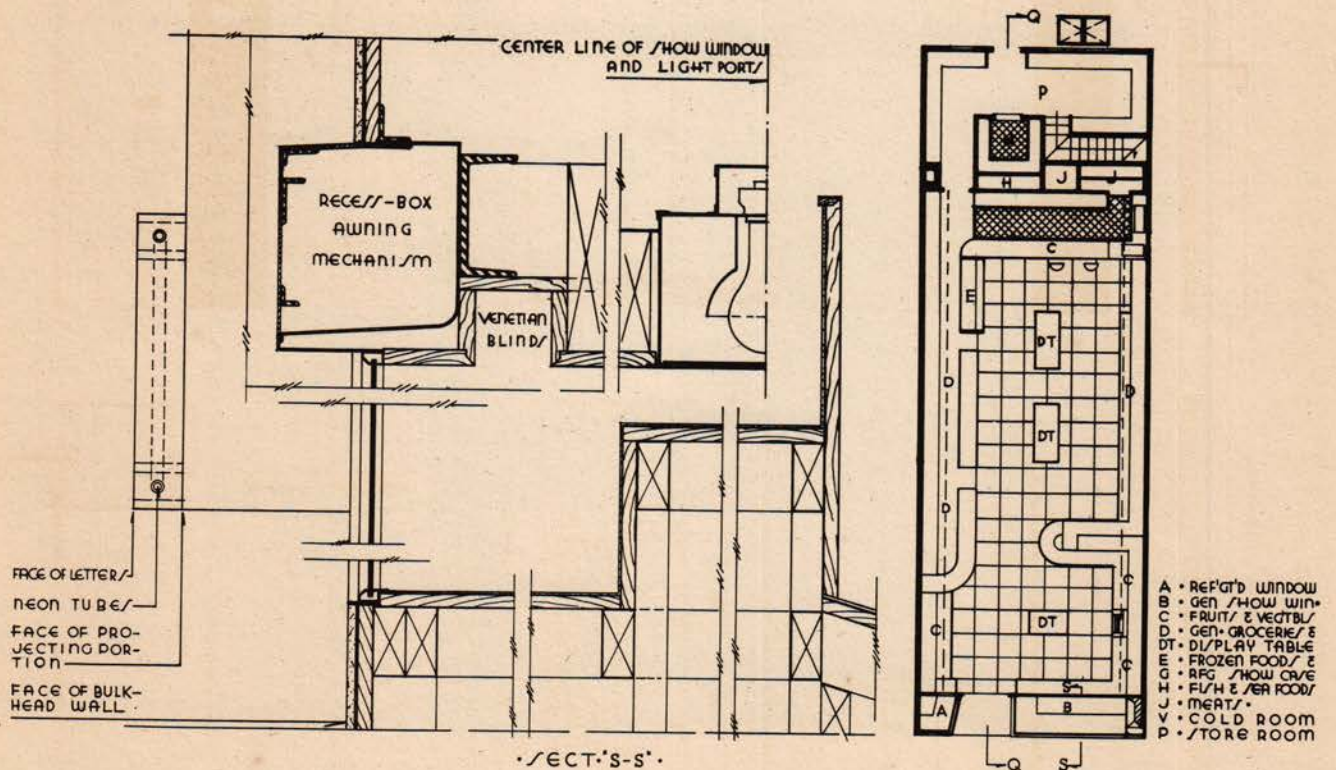 CENTER LINE OF SHOW WINDOW
AND LIGHT PORTS
RECESS-BOX
AWNING
MECHANISM
VENETIAN
BLINDS
FACE OF LETTERS
NEON TUBES
FACE OF PRO-
JECTING POR-
TION
FACE OF BULK-
HEAD WALL
•SECT•"S-S"•
Q
P
H
J
J
C
E
DT
D
D
DT
D
C
C
DT
C
S
A
B
Q
S
A • REF'G'T'D WINDOW
B • GEN SHOW WIN•
C • FRUITS & VEGTBLS
D • GEN• GROCERIES &
DT• DISPLAY TABLE
E • FROZEN FOODS &
G • RFG SHOW CASE
H • FISH & SEA FOODS
J • MEATS•
V • COLD ROOM
P • STORE ROOM